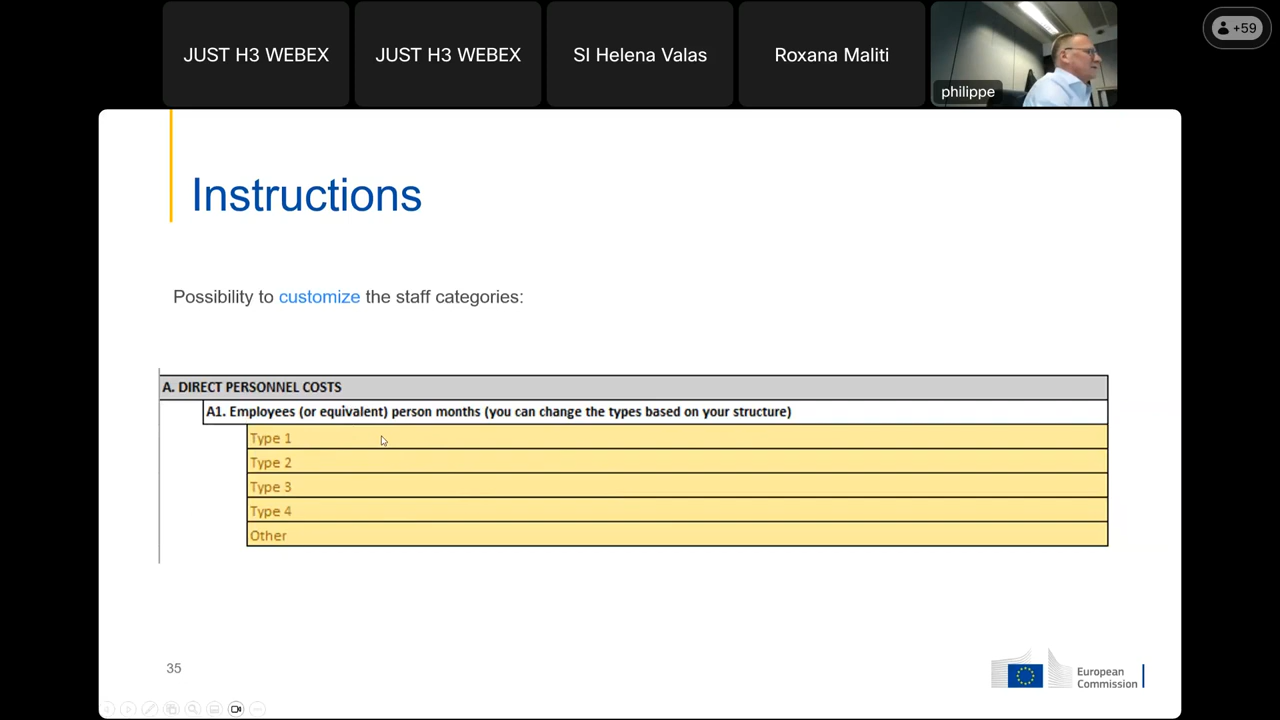 JUST H3 WEBEX
JUST H3 WEBEX
SI Helena Valas
Roxana Maliti
philippe
+59
Instructions
Possibility to customize the staff categories:
A. DIRECT PERSONNEL COSTS
A1. Employees (or equivalent) person months (you can change the types based on your structure)
Type 1
Type 2
Type 3
Type 4
Other
35
European
Commission